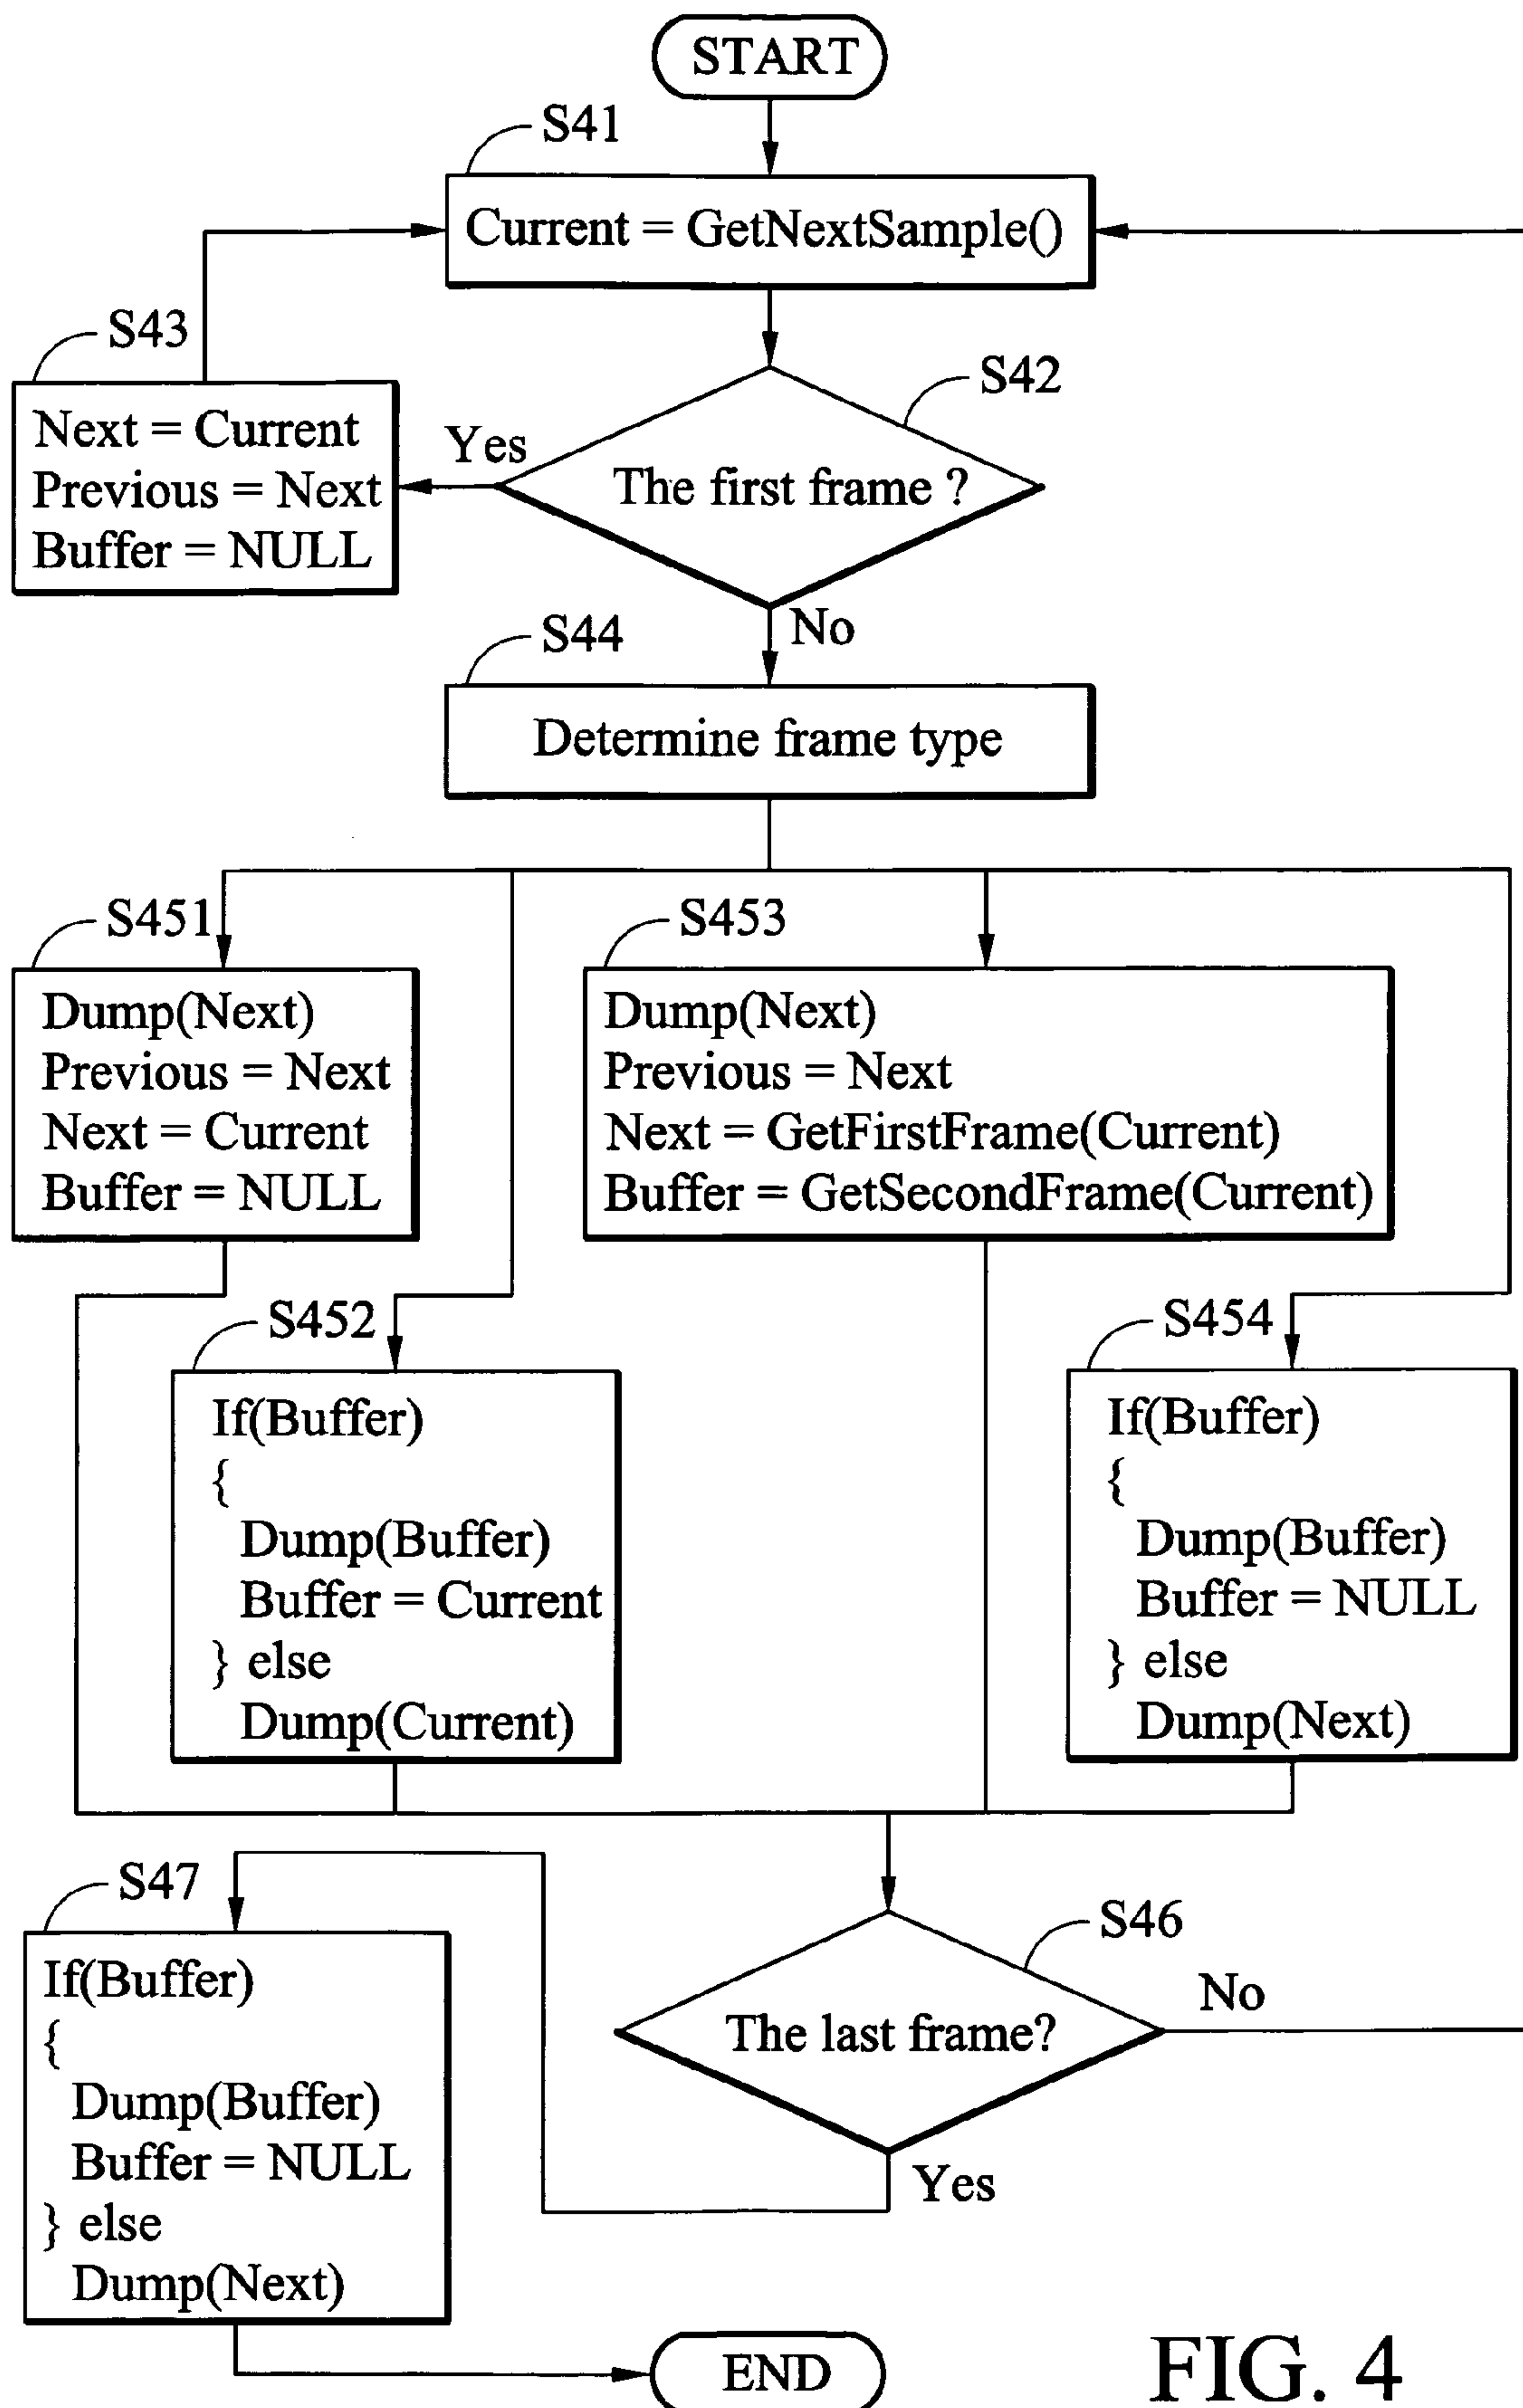 START
S41
Current = GetNextSample()
S43
Next = Current
Previous = Next
Buffer = NULL
S42
Yes
The first frame ?
No
S44
Determine frame type
S451
Dump(Next)
Previous = Next
Next = Current
Buffer = NULL
S453
Dump(Next)
Previous = Next
Next = GetFirstFrame(Current)
Buffer = GetSecondFrame(Current)
S452
If(Buffer)
{
Dump(Buffer)
Buffer = Current
} else
Dump(Current)
S454
If(Buffer)
{
Dump(Buffer)
Buffer = NULL
} else
Dump(Next)
S47
If(Buffer)
{
Dump(Buffer)
Buffer = NULL
} else
Dump(Next)
S46
The last frame?
No
Yes
END
FIG. 4